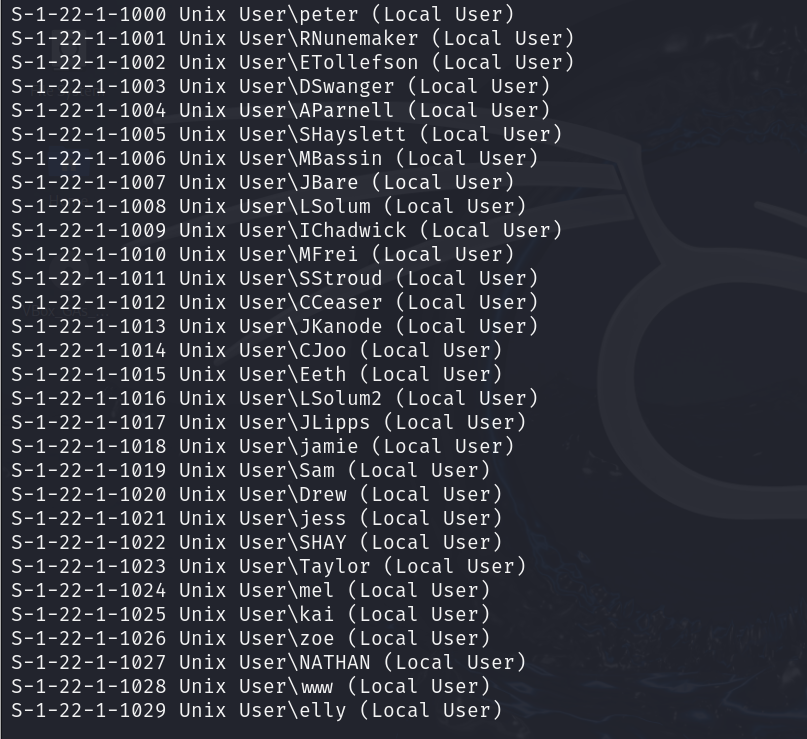 S-1-22-1-1000 Unix User\peter (Local User)
S-1-22-1-1001 Unix User\RNunemaker (Local User)
S-1-22-1-1002 Unix User\ETollefson (Local User)
S-1-22-1-1003 Unix User\DSwanger (Local User)
S-1-22-1-1004 Unix User\AParnell (Local User)
S-1-22-1-1005 Unix User\SHayslett (Local User)
S-1-22-1-1006 Unix User\MBassin (Local User)
S-1-22-1-1007 Unix User\JBare (Local User)
S-1-22-1-1008 Unix User\LSolum (Local User)
S-1-22-1-1009 Unix User\IChadwick (Local User)
S-1-22-1-1010 Unix User\MFrei (Local User)
S-1-22-1-1011 Unix User\SStroud (Local User)
S-1-22-1-1012 Unix User\CCeaser (Local User)
S-1-22-1-1013 Unix User\JKanode (Local User)
S-1-22-1-1014 Unix User\CJoo (Local User)
S-1-22-1-1015 Unix User\Eeth (Local User)
S-1-22-1-1016 Unix User\LSolum2 (Local User)
S-1-22-1-1017 Unix User\JLipps (Local User)
S-1-22-1-1018 Unix User\jamie (Local User)
S-1-22-1-1019 Unix User\Sam (Local User)
S-1-22-1-1020 Unix User\Drew (Local User)
S-1-22-1-1021 Unix User\jess (Local User)
S-1-22-1-1022 Unix User\SHAY (Local User)
S-1-22-1-1023 Unix User\Taylor (Local User)
S-1-22-1-1024 Unix User\mel (Local User)
S-1-22-1-1025 Unix User\kai (Local User)
S-1-22-1-1026 Unix User\zoe (Local User)
S-1-22-1-1027 Unix User\NATHAN (Local User)
S-1-22-1-1028 Unix User\www (Local User)
S-1-22-1-1029 Unix User\elly (Local User)